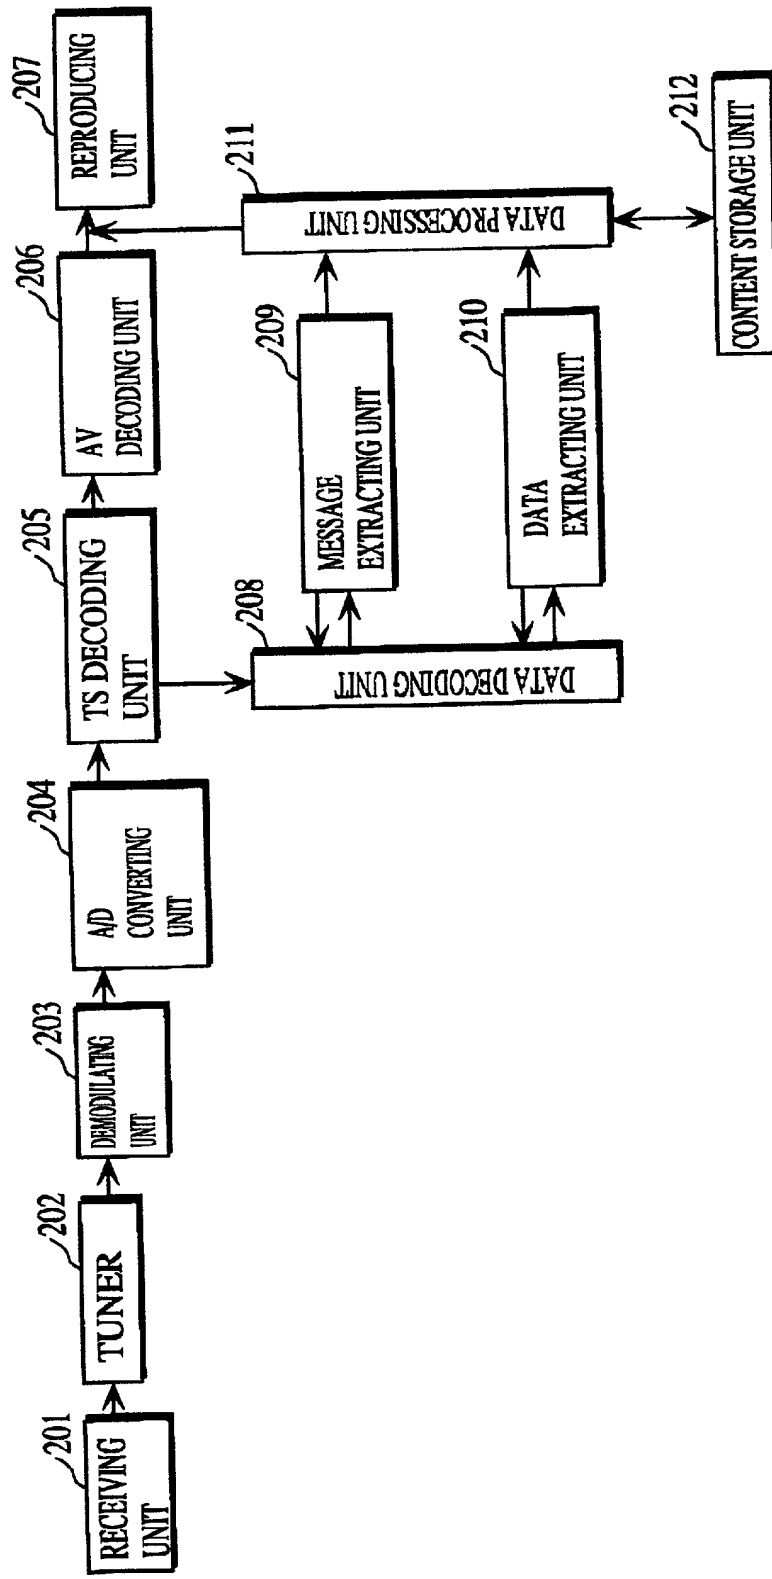 201
RECEIVING
UNIT
202
TUNER
203
DEMODULATING
UNIT
204
A/D
CONVERTING
UNIT
205
TS DECODING
UNIT
206
AV
DECODING UNIT
207
REPRODUCING
UNIT
208
DATA DECODING UNIT
209
MESSAGE
EXTRACTING UNIT
210
DATA
EXTRACTING UNIT
211
DATA PROCESSING UNIT
212
CONTENT STORAGE UNIT